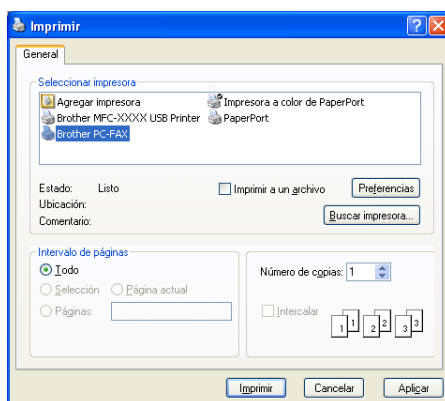 Imprimir
General
Seleccionar impresora
Agregar impresora
Impresora a color de PaperPort
Brother MFC-XXXX USB Printer
PaperPort
Brother PC-FAX
Estado: Listo
Imprimir a un archivo
Preferencias
Ubicación:
Comentario:
Buscar impresora...
Intervalo de páginas
Todo
Número de copias: 1
Selección
Página actual
Páginas:
Intercalar
1 1 2 2 3 3
Imprimir
Cancelar
Aplicar